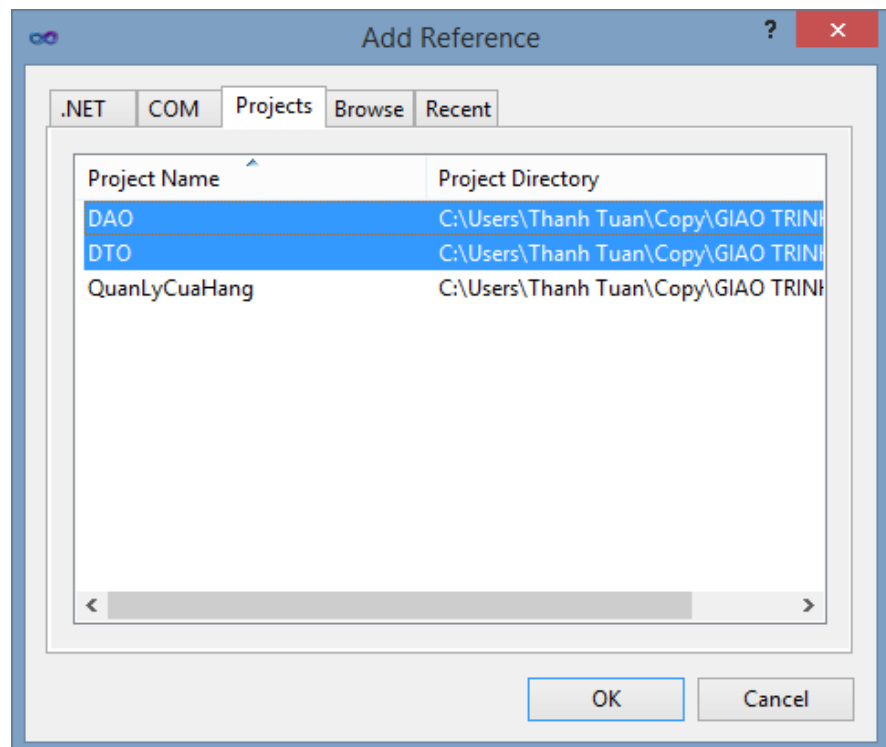 Add Reference
?
.NET COM Projects Browse Recent
Project Name Project Directory
DAO C:\Users\Thanh Tuan\Copy\GIAO TRINH
DTO C:\Users\Thanh Tuan\Copy\GIAO TRINH
QuanLyCuaHang C:\Users\Thanh Tuan\Copy\GIAO TRINH
OK Cancel